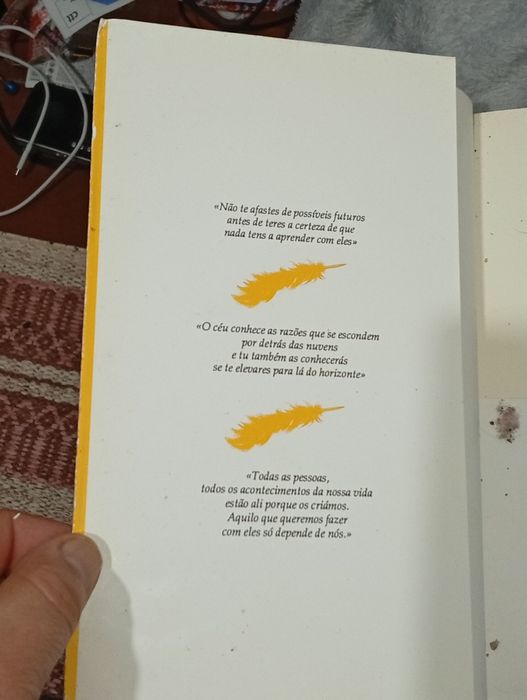 «Não te afastes de possíveis futuros
antes de teres a certeza de que
nada tens a aprender com eles»
«O céu conhece as razões que se escondem
por detrás das nuvens
e tu também as conhecerás
se te elevares para lá do horizonte»
«Todas as pessoas,
todos os acontecimentos da nossa vida
estão ali porque os criámos.
Aquilo que queremos fazer
com eles só depende de nós.»